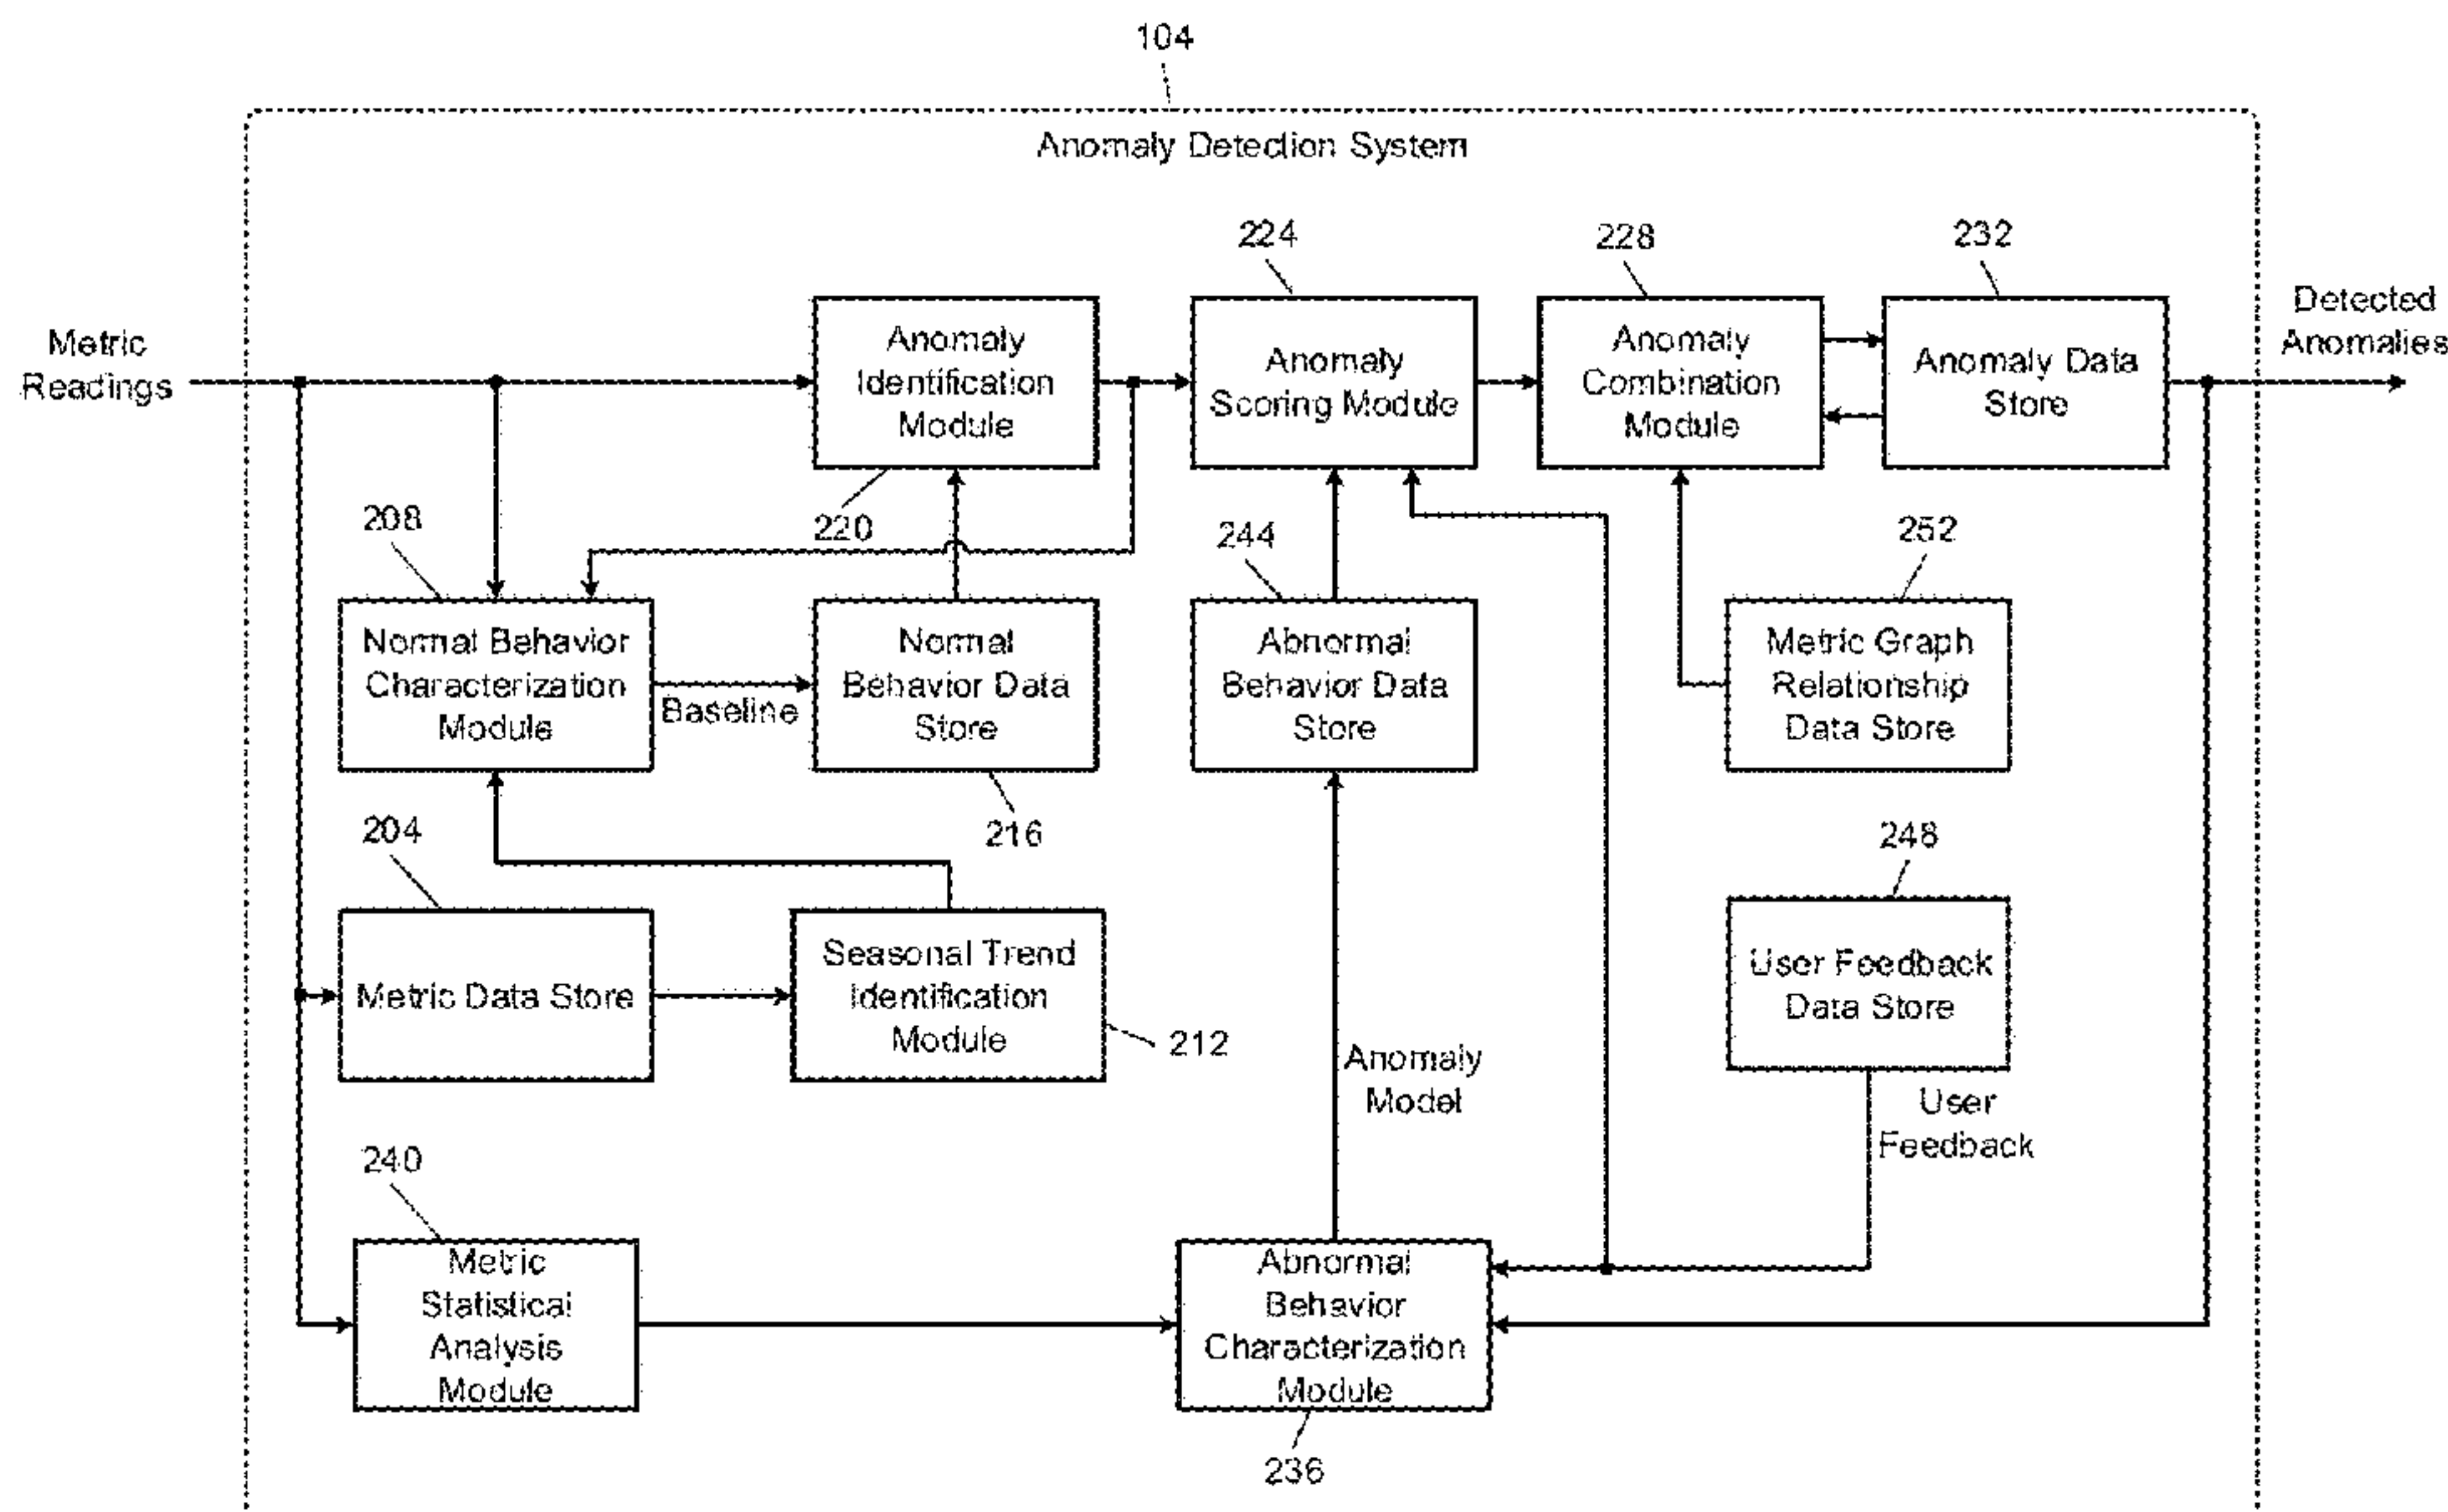 104
Anomaly Detection System
224
228
232
Detected
Anomalies
Metric
Readings
Anomaly
Identification
Module
Anomaly
Scoring Module
Anomaly
Combination
Module
Anomaly Data
Store
208
220
244
252
Normal Behavior
Characterization
Module
Baseline
Normal
Behavior Data
Store
Abnormal
Behavior Data
Store
Metric Graph
Relationship
Data Store
204
216
248
Metric Data Store
Seasonal Trend
Identification
Module
212
User Feedback
Data Store
Anomaly
Model
User
Feedback
240
Metric
Statistical
Analysis
Module
Abnormal
Behavior
Characterization
Module
236